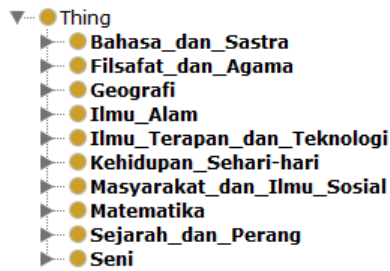 Thing
Bahasa_dan_Sastra
Filsafat_dan_Agama
Geografi
Ilmu_Alam
Ilmu_Terapan_dan_Teknologi
Kehidupan_Sehari-hari
Masyarakat_dan_Ilmu_Sosial
Matematika
Sejarah_dan_Perang
Seni